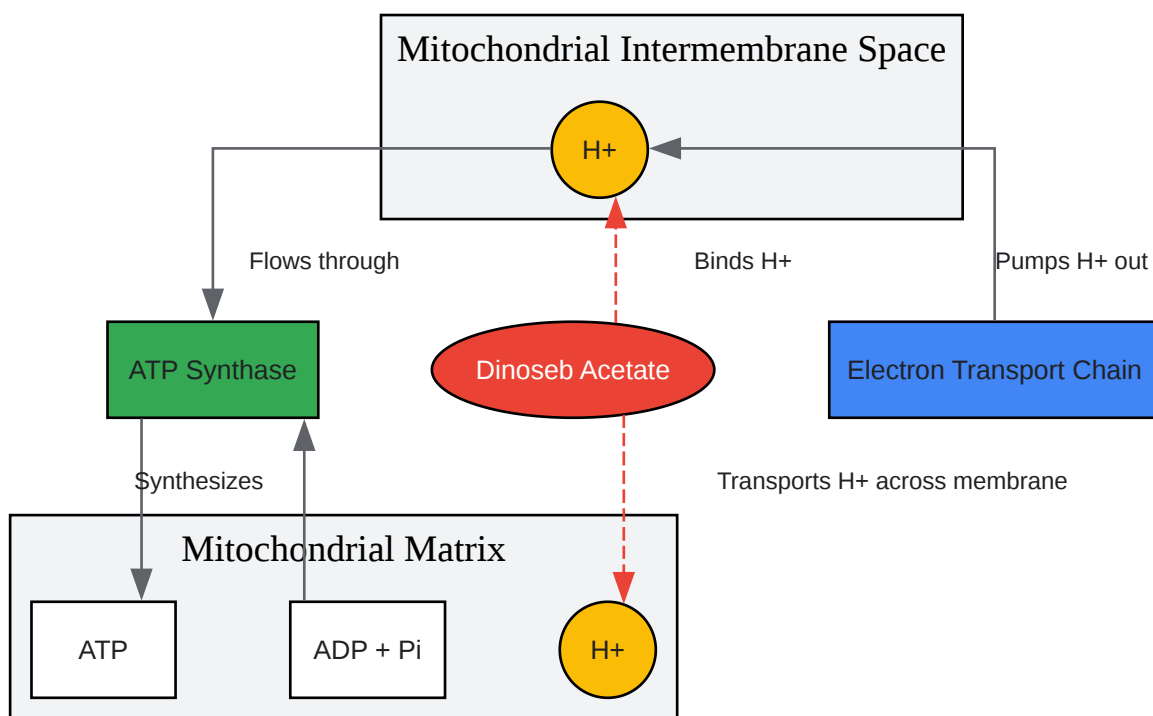 Mitochondrial Intermembrane Space
H+
Flows through
Binds H+
Pumps H+ out
ATP Synthase
Dinoseb Acetate
Electron Transport Chain
Synthesizes
Transports H+ across membrane
Mitochondrial Matrix
ATP
ADP + Pi
H+